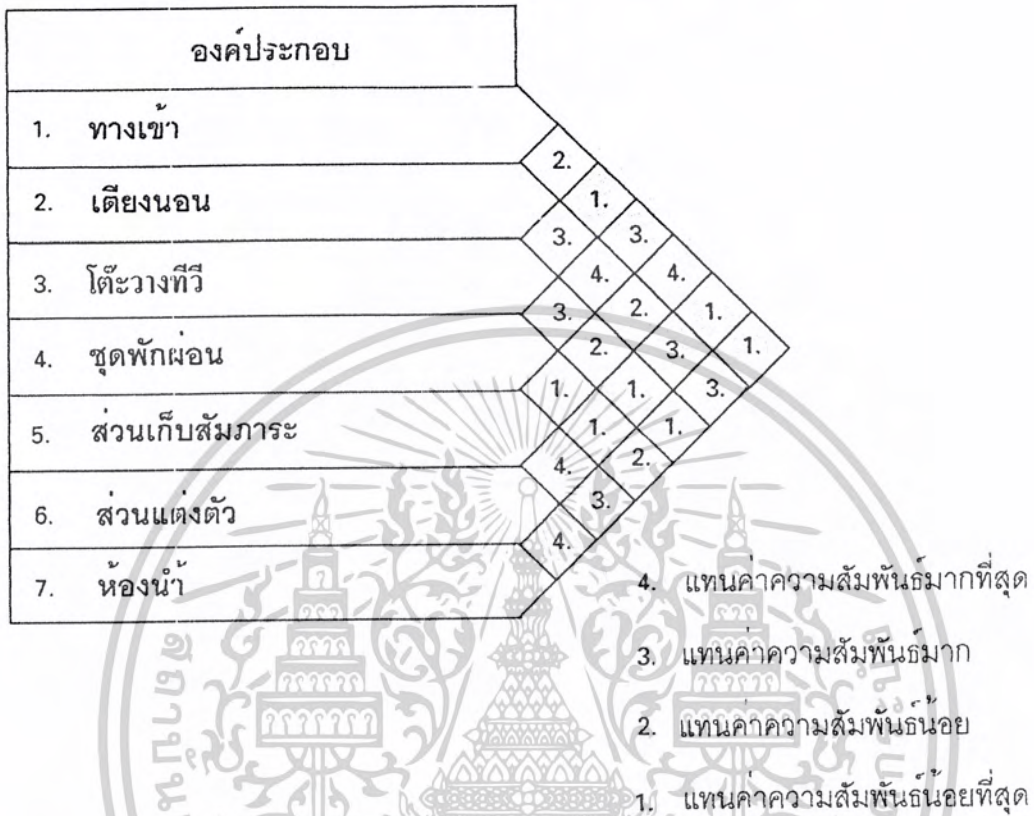 องค์ประกอบ
1. ทางเข้า
2. เตียงนอน
3. โต๊ะวางทีวี
4. ชุดพักผ่อน
5. ส่วนเก็บสัมภาระ
6. ส่วนแต่งตัว
7. ห้องน้ำ
2.
1.
3. 3.
4. 4.
3. 2. 1.
2. 3. 1.
1. 1. 3.
1. 1.
4. 2.
3.
4.
4. แทนค่าความสัมพันธ์มากที่สุด
3. แทนค่าความสัมพันธ์มาก
2. แทนค่าความสัมพันธ์น้อย
1. แทนค่าความสัมพันธ์น้อยที่สุด